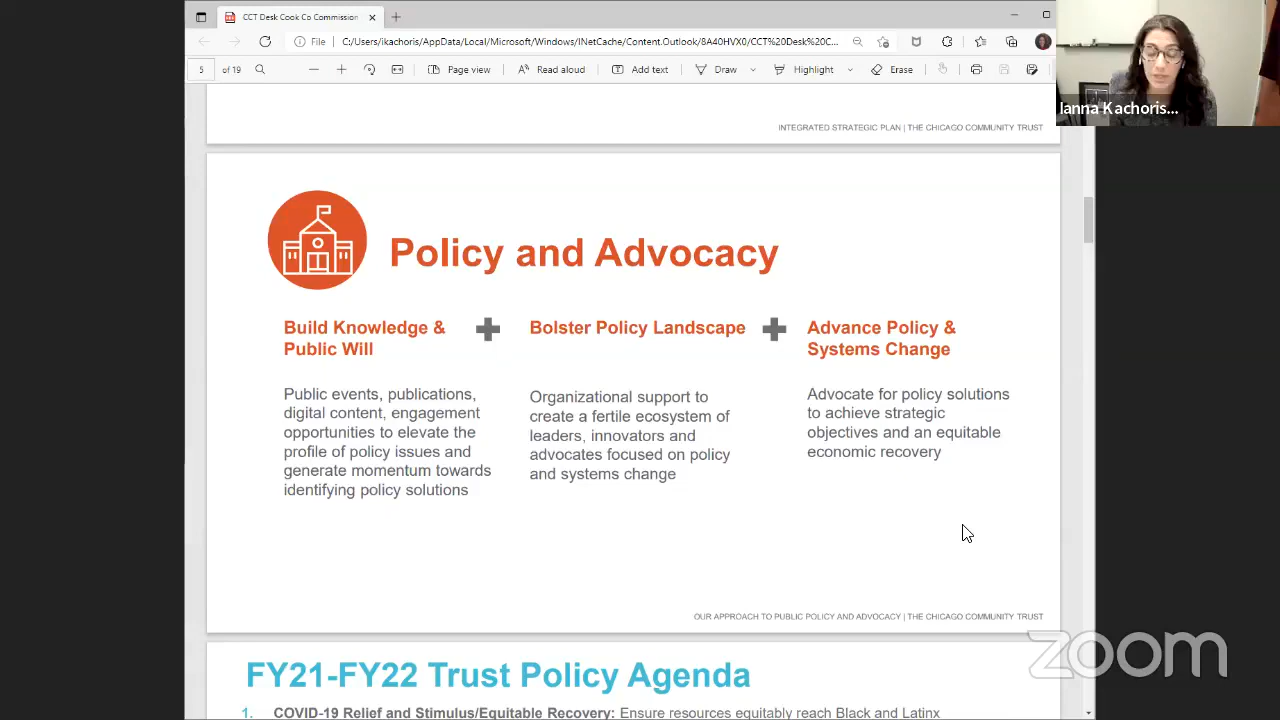 CCT Desk Cook Co Commission
File
C:/Users/ikachoris/AppData/Local/Microsoft/Windows/INetCache/Content.Outlook/8A40HVX0/CCT%20Desk%20C...
5 of 19
Page view
Read aloud
Add text
Draw
Highlight
Erase
Ianna Kachoris...
INTEGRATED STRATEGIC PLAN | THE CHICAGO COMMUNITY TRUST
Policy and Advocacy
Build Knowledge &
Public Will
Public events, publications,
digital content, engagement
opportunities to elevate the
profile of policy issues and
generate momentum towards
identifying policy solutions
Bolster Policy Landscape
Organizational support to
create a fertile ecosystem of
leaders, innovators and
advocates focused on policy
and systems change
Advance Policy &
Systems Change
Advocate for policy solutions
to achieve strategic
objectives and an equitable
economic recovery
OUR APPROACH TO PUBLIC POLICY AND ADVOCACY | THE CHICAGO COMMUNITY TRUST
zoom
FY21-FY22 Trust Policy Agenda
1. COVID-19 Relief and Stimulus/Equitable Recovery: Ensure resources equitably reach Black and Latinx